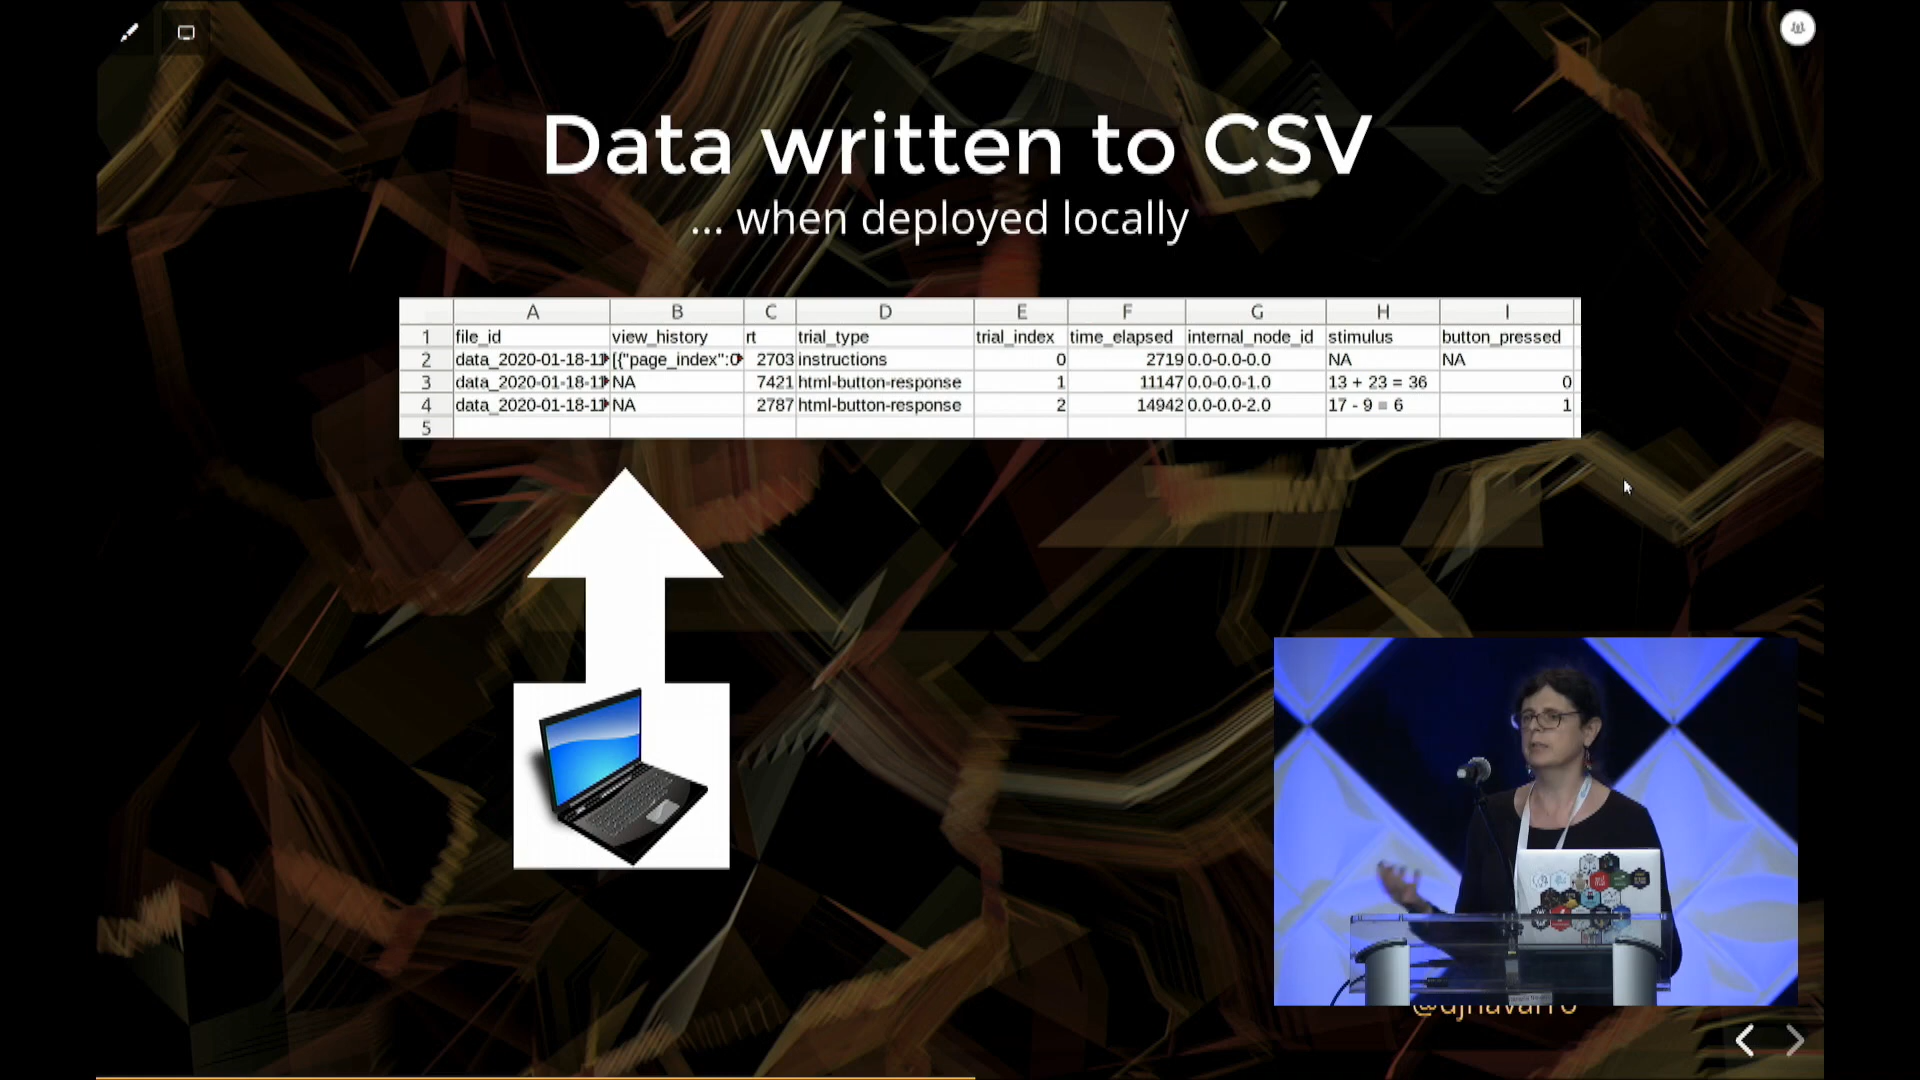 Data written to CSV
... when deployed locally
A B C D E F G H I
1 file_id view_history rt trial_type trial_index time_elapsed internal_node_id stimulus button_pressed
2 data_2020-01-18-11 [{"page_index":0 2703 instructions 0 2719 0.0-0.0-0.0 NA NA
3 data_2020-01-18-11 NA 7421 html-button-response 1 11147 0.0-0.0-1.0 13 + 23 = 36 0
4 data_2020-01-18-11 NA 2787 html-button-response 2 14942 0.0-0.0-2.0 17 - 9 = 6 1
5
@djnavarro